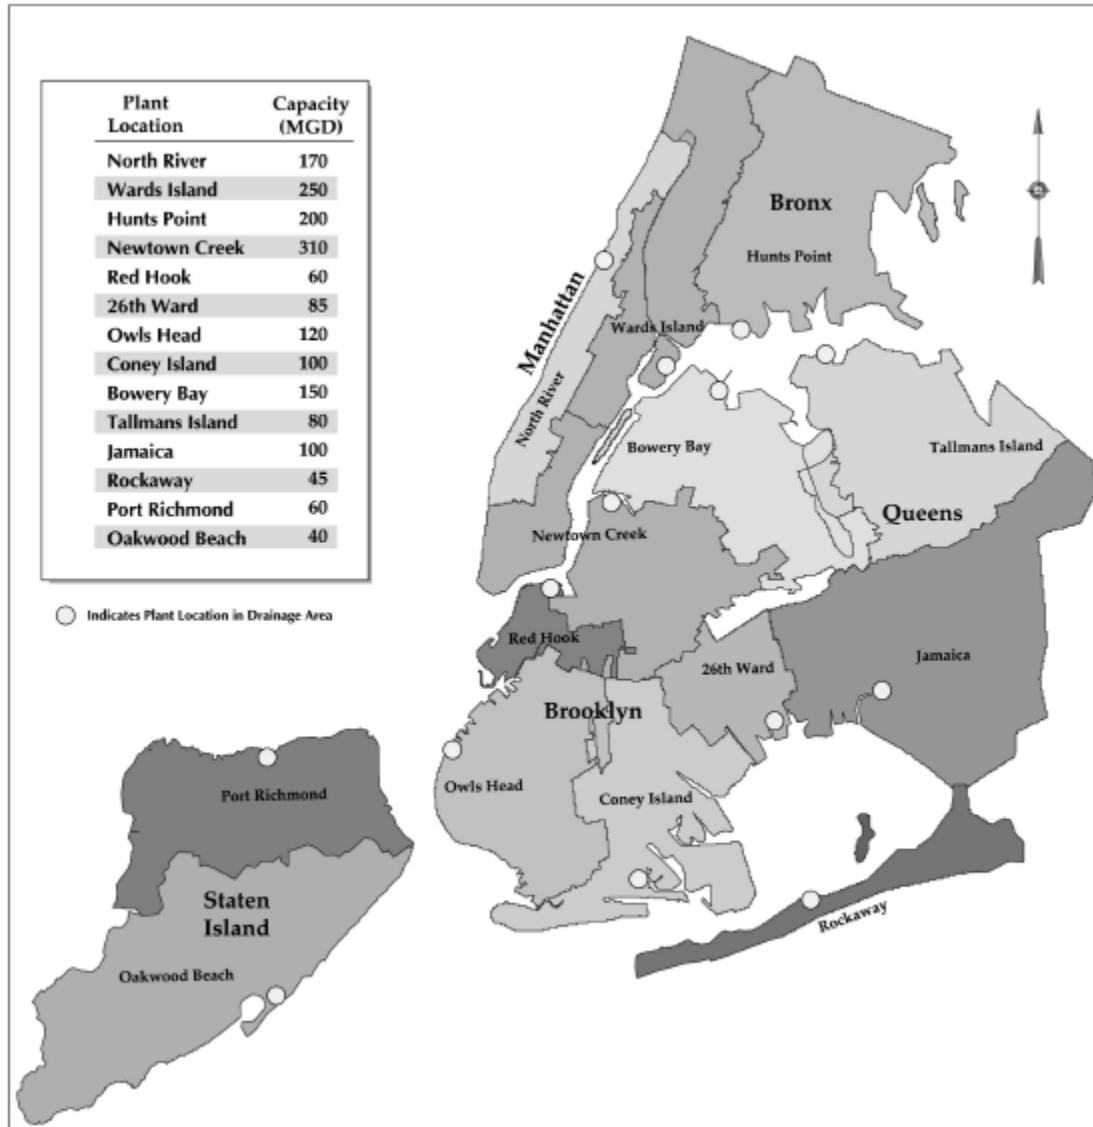 Plant Location Capacity (MGD)
North River 170
Wards Island 250
Hunts Point 200
Newtown Creek 310
Red Hook 60
26th Ward 85
Owls Head 120
Coney Island 100
Bowery Bay 150
Tallmans Island 80
Jamaica 100
Rockaway 45
Port Richmond 60
Oakwood Beach 40
Indicates Plant Location in Drainage Area
Bronx
Hunts Point
Manhattan
Wards Island
North River
Bowery Bay
Tallmans Island
Queens
Newtown Creek
Red Hook
26th Ward
Jamaica
Brooklyn
Owls Head
Coney Island
Port Richmond
Staten
Island
Rockaway
Oakwood Beach